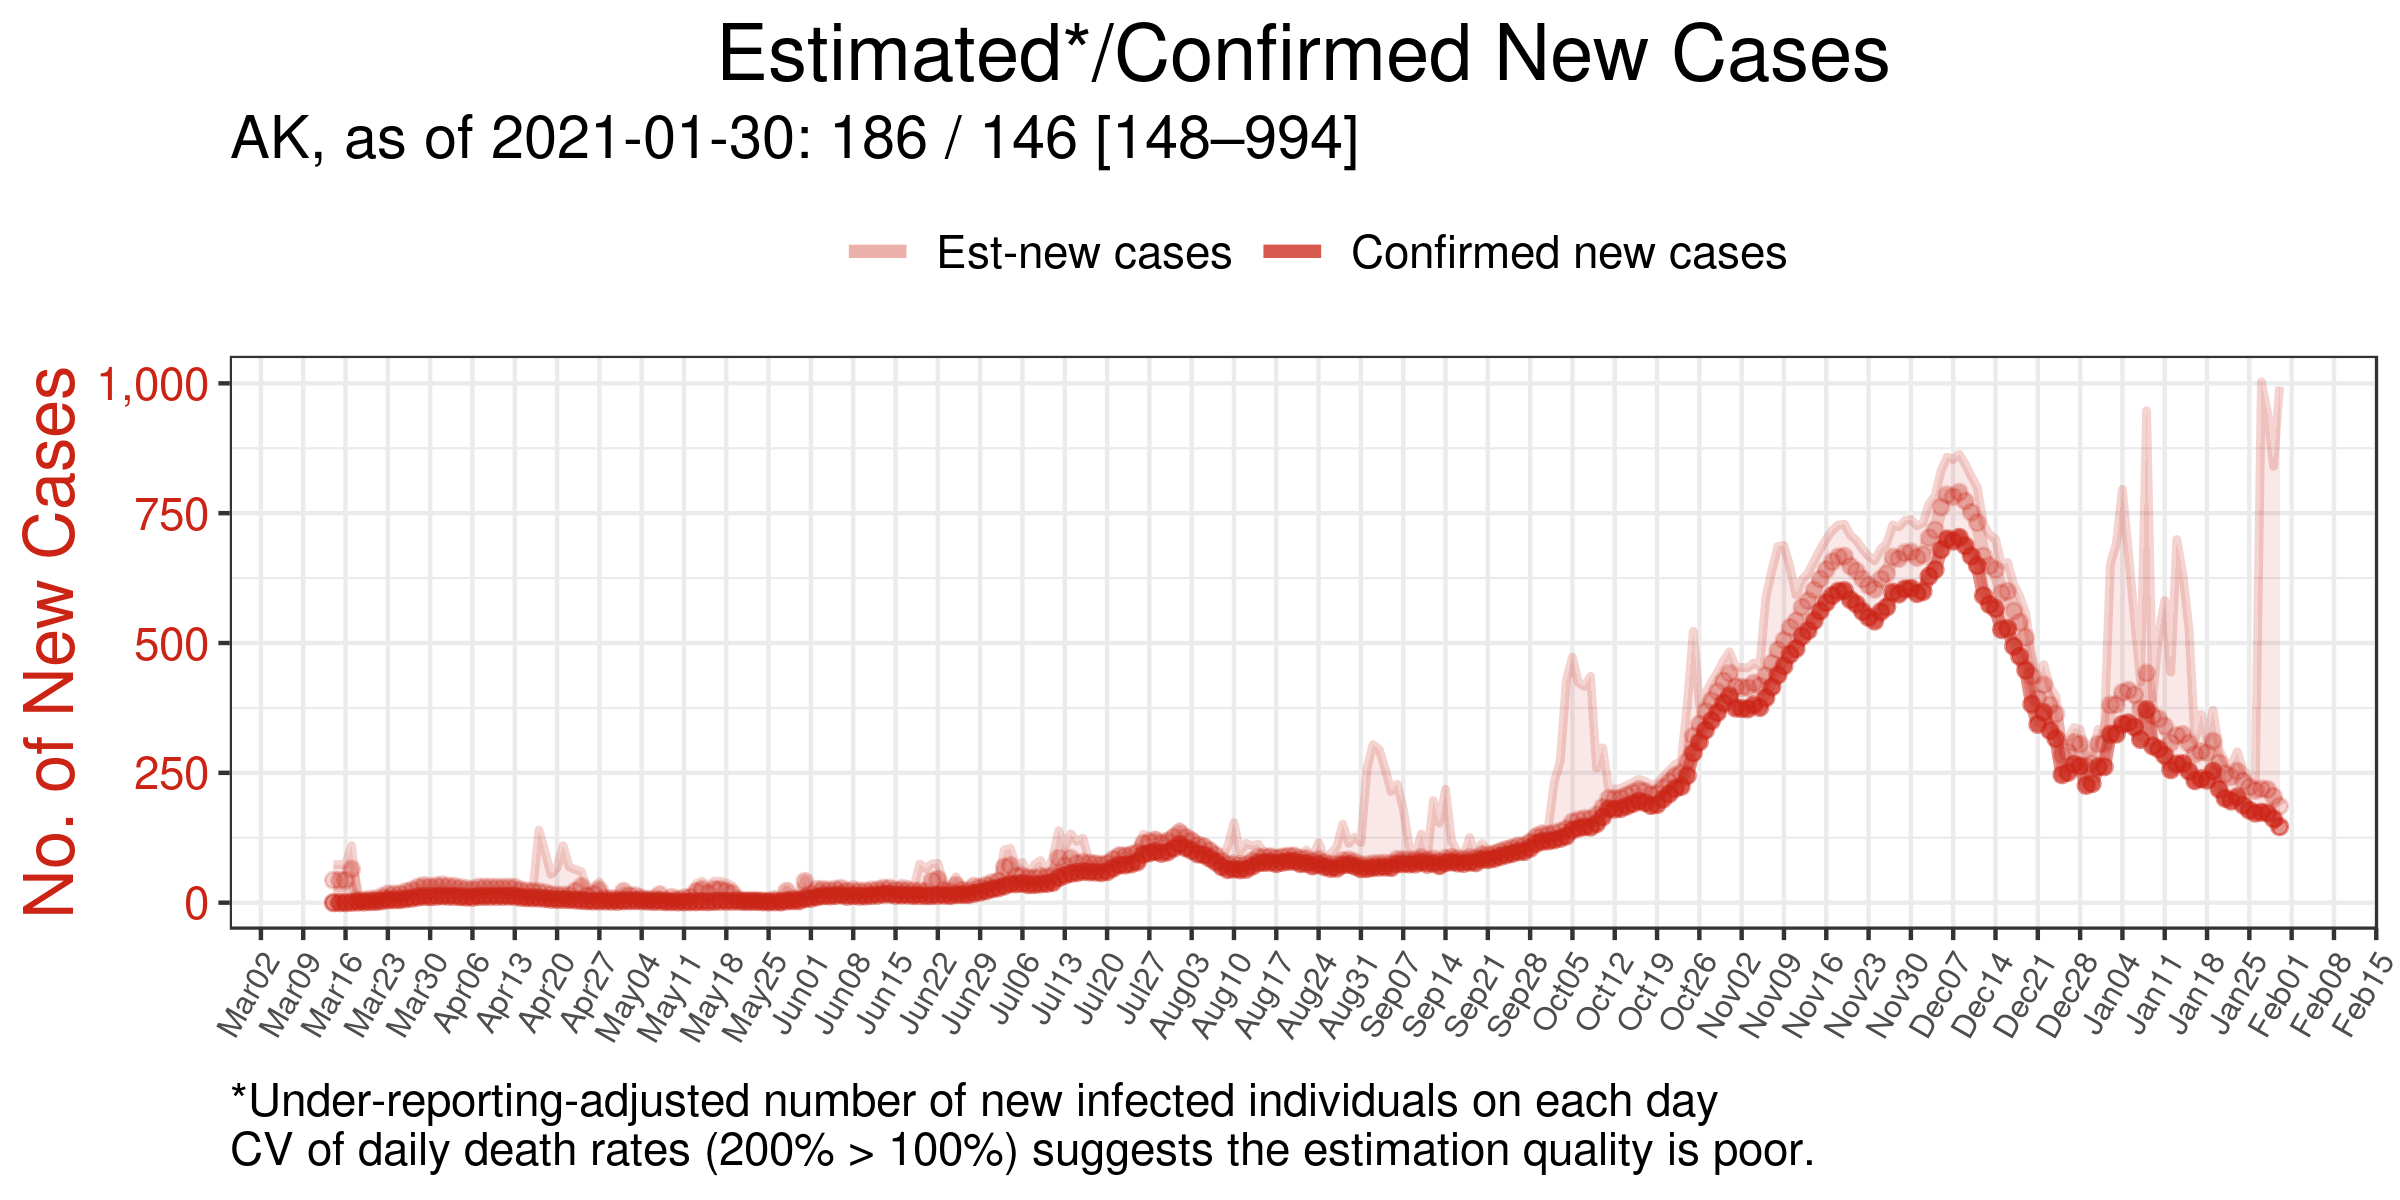 Estimated*/Confirmed New Cases
AK, as of 2021-01-30: 186 / 146 [148–994]
Est-new cases
Confirmed new cases
No. of New Cases
1,000
750
500
250
0
Mar02
Mar09
Mar16
Mar23
Mar30
Apr06
Apr13
Apr20
Apr27
May04
May11
May18
May25
Jun01
Jun08
Jun15
Jun22
Jun29
Jul06
Jul13
Jul20
Jul27
Aug03
Aug10
Aug17
Aug24
Aug31
Sep07
Sep14
Sep21
Sep28
Oct05
Oct12
Oct19
Oct26
Nov02
Nov09
Nov16
Nov23
Nov30
Dec07
Dec14
Dec21
Dec28
Jan04
Jan11
Jan18
Jan25
Feb01
Feb08
Feb15
*Under-reporting-adjusted number of new infected individuals on each day
CV of daily death rates (200% > 100%) suggests the estimation quality is poor.